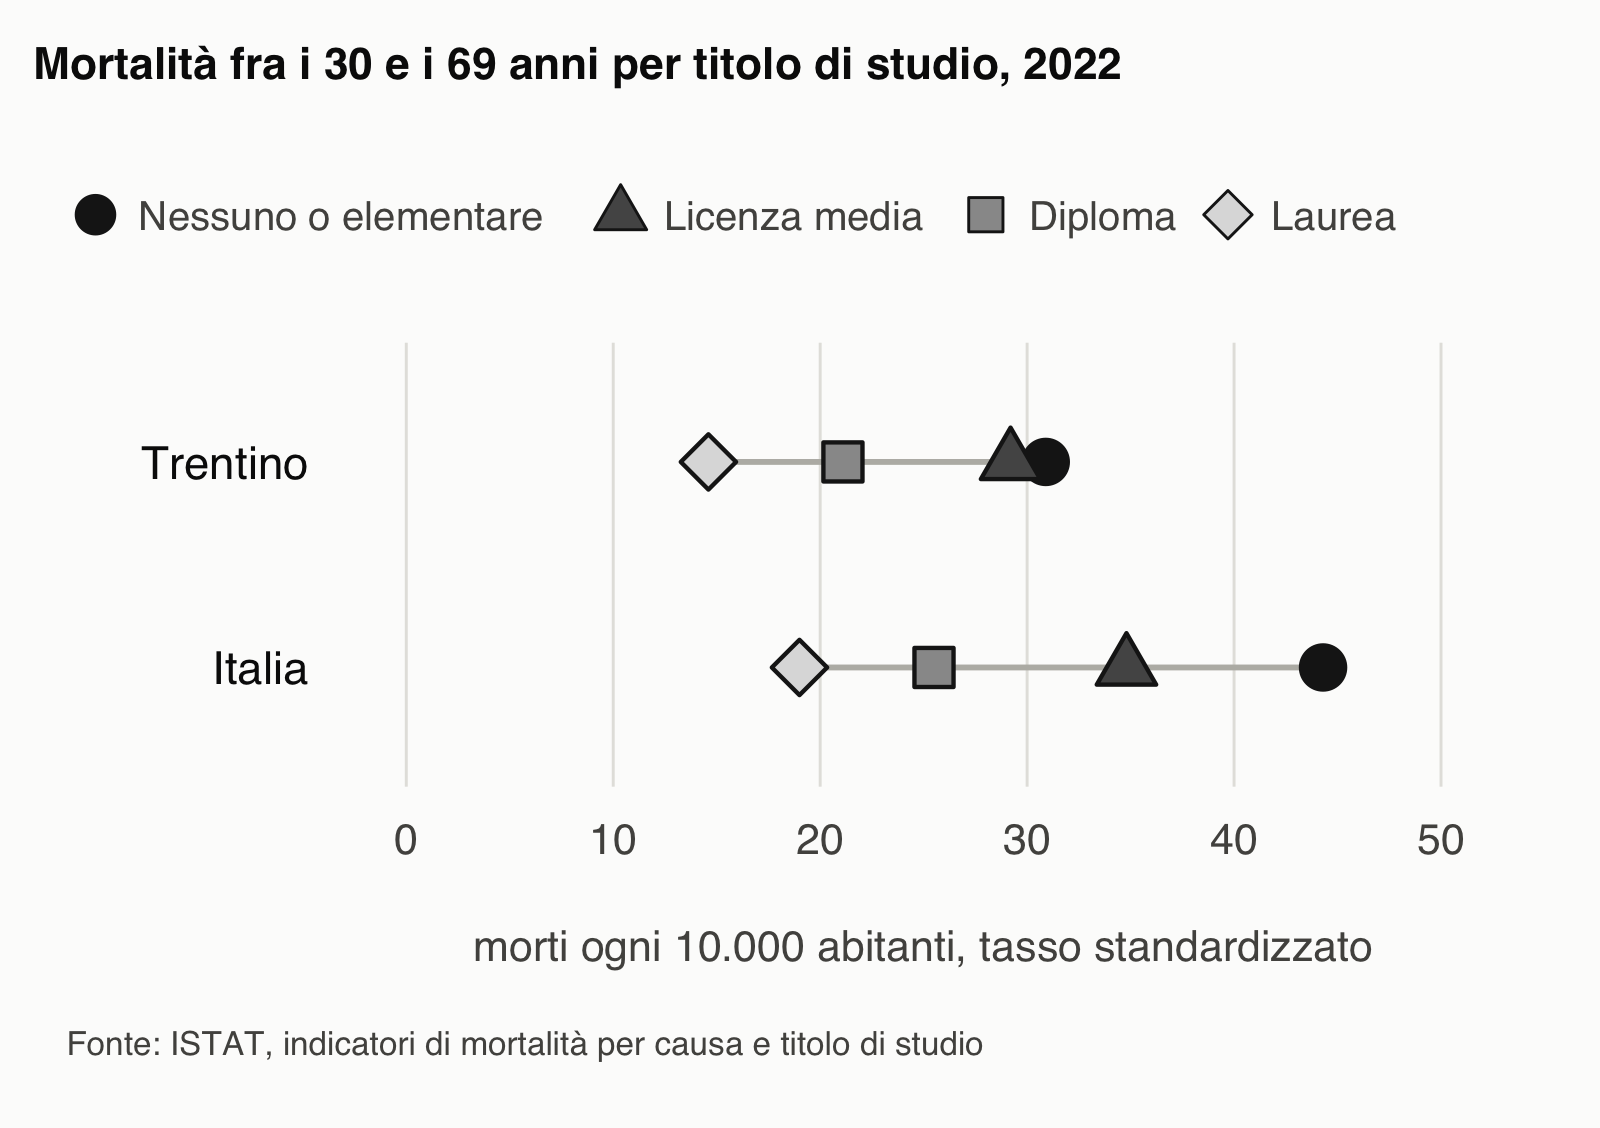 Mortalità fra i 30 e i 69 anni per titolo di studio, 2022
Nessuno o elementare Licenza media Diploma Laurea
Trentino
Italia
0 10 20 30 40 50
morti ogni 10.000 abitanti, tasso standardizzato
Fonte: ISTAT, indicatori di mortalità per causa e titolo di studio